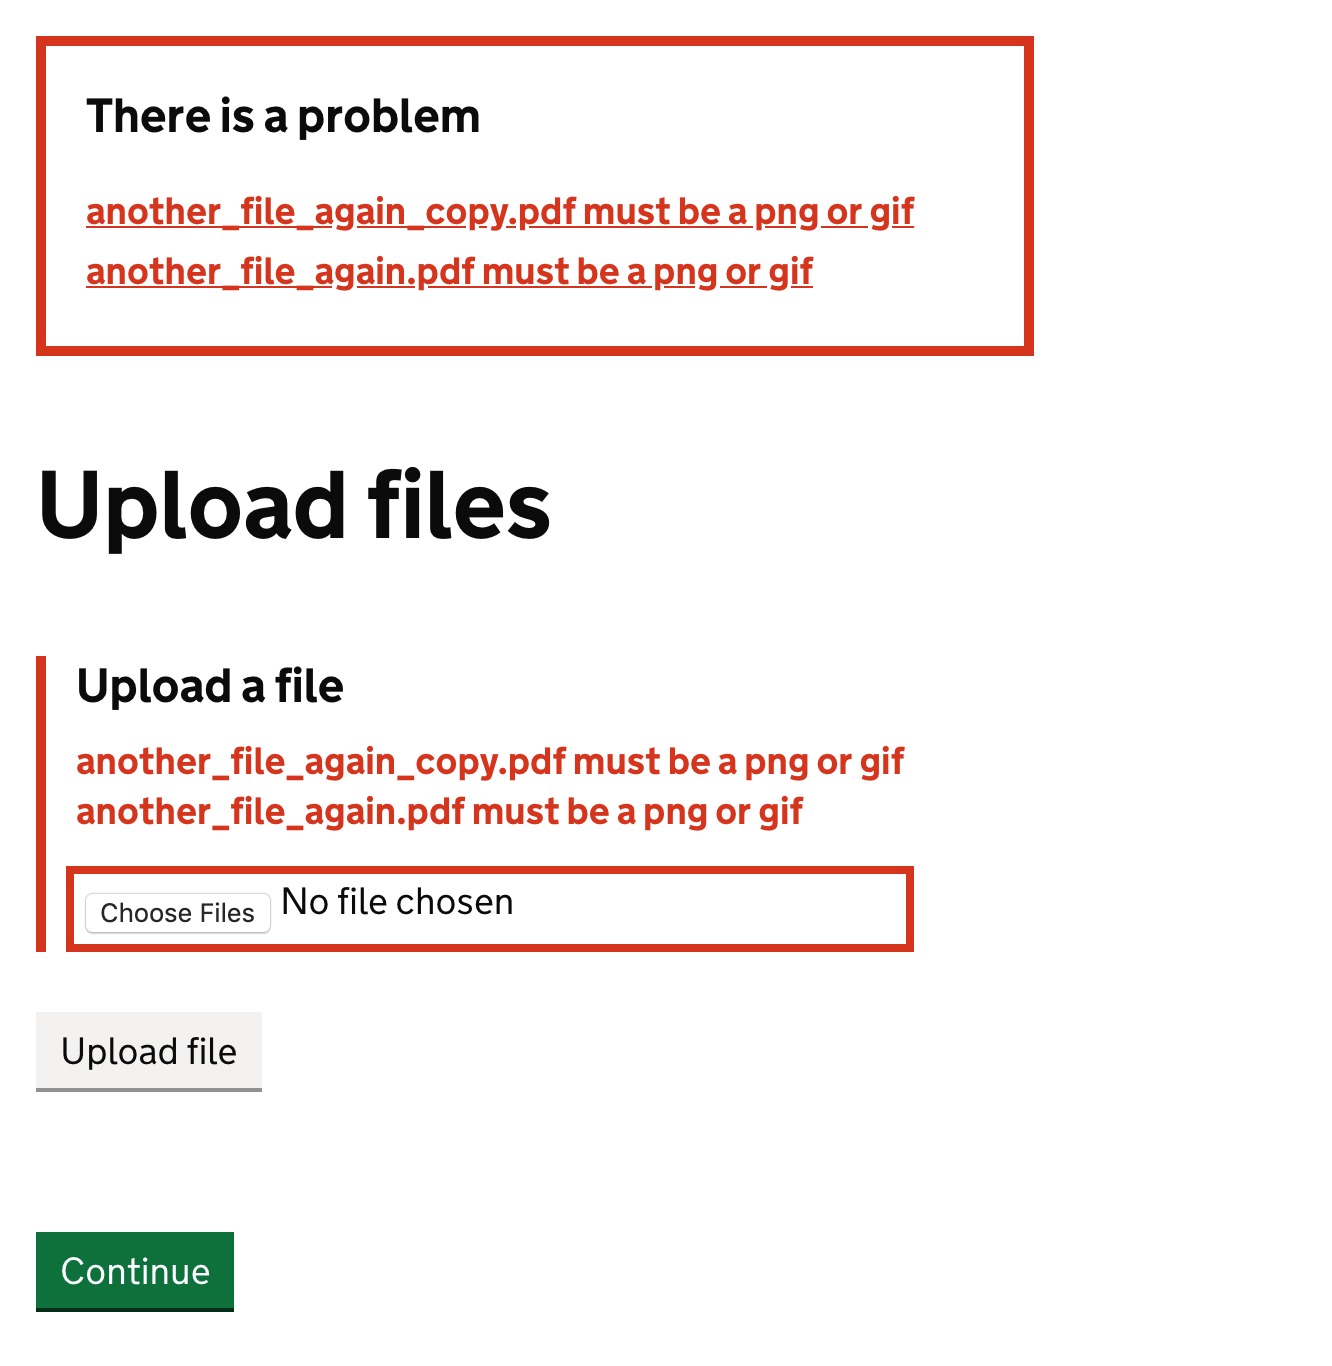 There is a problem
another_file_again_copy.pdf must be a png or gif
another_file_again.pdf must be a png or gif
Upload files
Upload a file
another_file_again_copy.pdf must be a png or gif
another_file_again.pdf must be a png or gif
Choose Files No file chosen
Upload file
Continue